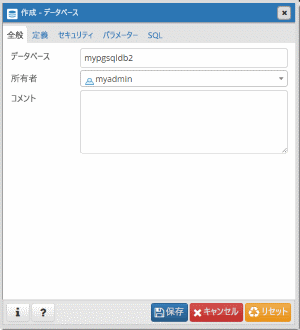 作成 - データベース
全般 定義 セキュリティ パラメーター SQL
データベース mypgsqldb2
所有者 myadmin
コメント
i ? 保存 キャンセル リセット